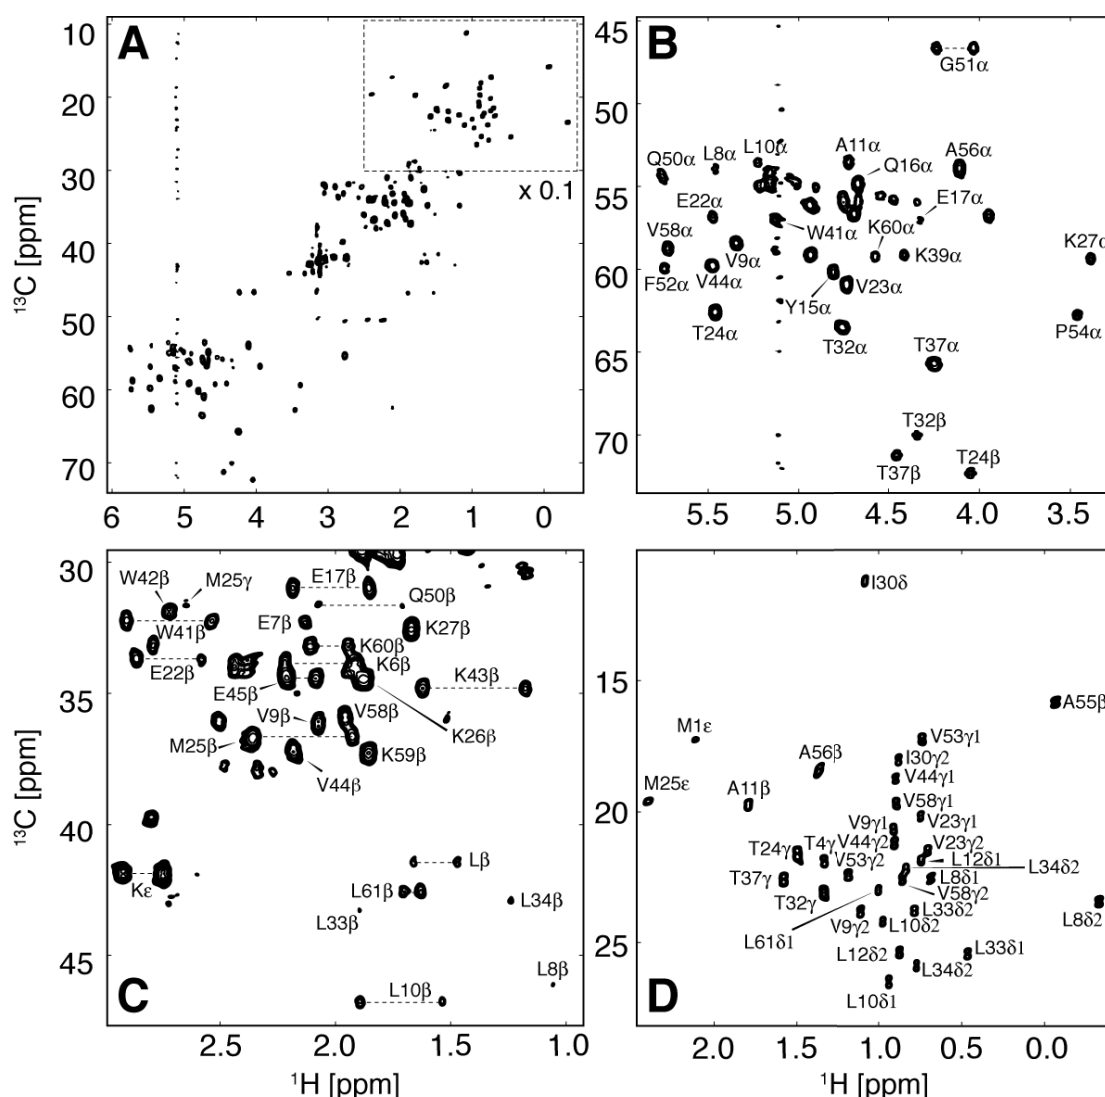 A
B
10
20
30
40
50
60
70
x 0.1
6
5
4
3
2
1
0
¹³C [ppm]
45
50
55
60
65
70
G51α
Q50α
L8α
L10α
A11α
Q16α
A56α
E22α
E17α
W41α
K60α
K27α
V58α
V9α
K39α
F52α
V44α
Y15α
V23α
T24α
T32α
T37α
P54α
T32β
T37β
T24β
5.5
5.0
4.5
4.0
3.5
30
35
40
45
¹³C [ppm]
W42β
M25γ
E17β
Q50β
W41β
E7β
K27β
K60β
E22β
K6β
E45β
K43β
V9β
V58β
K26β
M25β
K59β
V44β
Kε
Lβ
L61β
L34β
L33β
L8β
L10β
C
2.5
2.0
1.5
1.0
¹H [ppm]
15
20
25
I30δ
A55β
M1ε
V53γ1
I30γ2
A56β
V44γ1
M25ε
A11β
V58γ1
V9γ1
V23γ1
T24γ
T4γ
V44γ2
V23γ2
V53γ2
L12δ1
L34δ2
T37γ
L8δ1
V58γ2
T32γ
L33δ2
L8δ2
L61δ1
V9γ2
L10δ2
L12δ2
L33δ1
L34δ2
L10δ1
D
2.0
1.5
1.0
0.5
0.0
¹H [ppm]